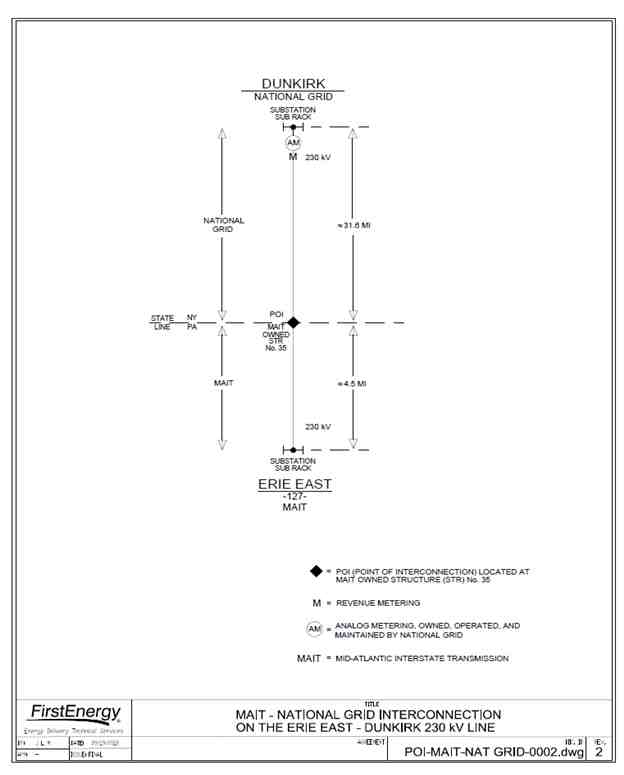 DUNKIRK
NATIONAL GRID
SUBSTATION
SUB RACK
AM
M 230 kV
NATIONAL
GRID
≈31.6 MI
STATE NY
LINE PA
POI
MAIT
OWNED
STR
No. 35
MAIT
≈4.5 MI
230 kV
SUBSTATION
SUB RACK
ERIE EAST
-127-
MAIT
= POI (POINT OF INTERCONNECTION) LOCATED AT
MAIT OWNED STRUCTURE (STR) No. 35
M = REVENUE METERING
AM = ANALOG METERING, OWNED, OPERATED, AND
MAINTAINED BY NATIONAL GRID
MAIT = MID-ATLANTIC INTERSTATE TRANSMISSION
FirstEnergy
Energy Delivery Technical Services
TITLE
MAIT - NATIONAL GRID INTERCONNECTION
ON THE ERIE EAST - DUNKIRK 230 kV LINE
POI-MAIT-NAT GRID-0002.dwg
REV.
2